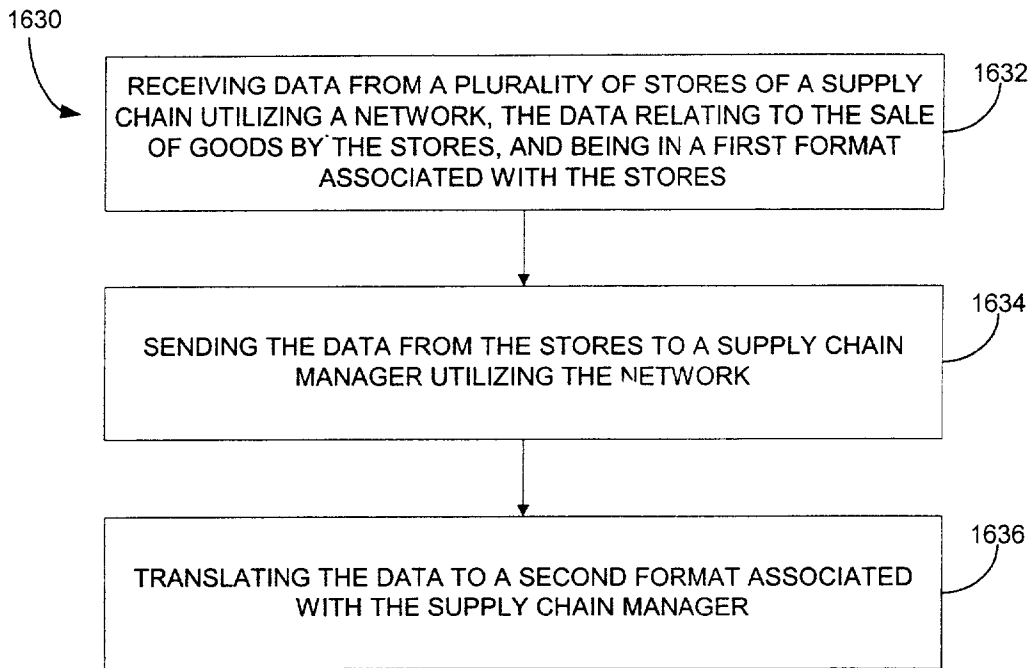 1630
RECEIVING DATA FROM A PLURALITY OF STORES OF A SUPPLY
CHAIN UTILIZING A NETWORK, THE DATA RELATING TO THE SALE
OF GOODS BY THE STORES, AND BEING IN A FIRST FORMAT
ASSOCIATED WITH THE STORES
1632
SENDING THE DATA FROM THE STORES TO A SUPPLY CHAIN
MANAGER UTILIZING THE NETWORK
1634
TRANSLATING THE DATA TO A SECOND FORMAT ASSOCIATED
WITH THE SUPPLY CHAIN MANAGER
1636